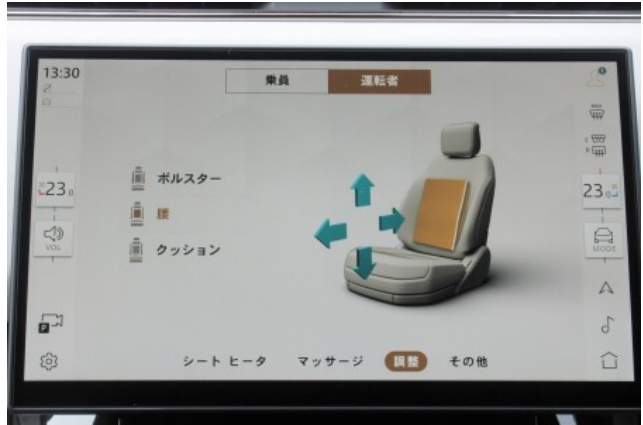 13:30
乗員 運転者
ボルスター
腰
クッション
23.0
23.0
VOL
MODE
P
シート ヒータ マッサージ 調整 その他